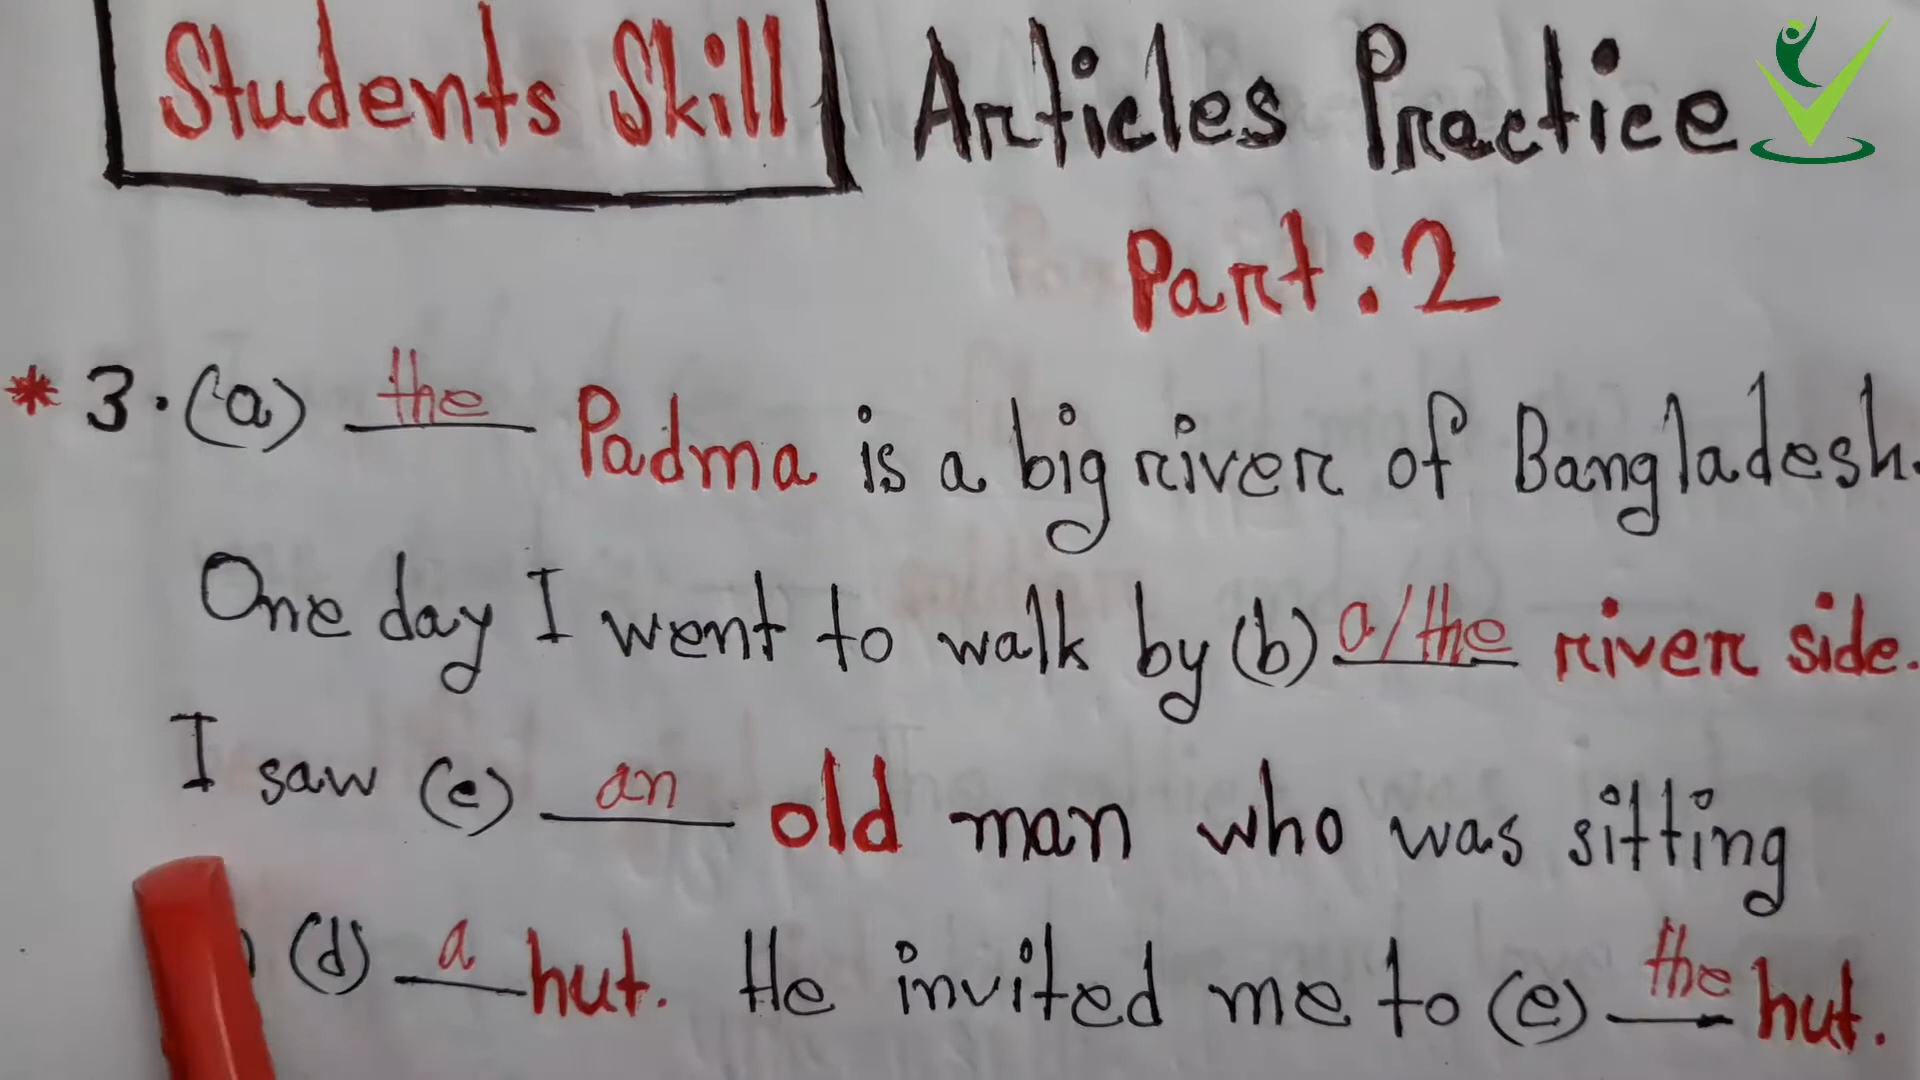 Students Skill Articles Practice
Part : 2
* 3. (a) the Padma is a big river of Bangladesh.
One day I went to walk by (b) a/the river side.
I saw (c) an old man who was sitting
(d) a hut. He invited me to (e) the hut.